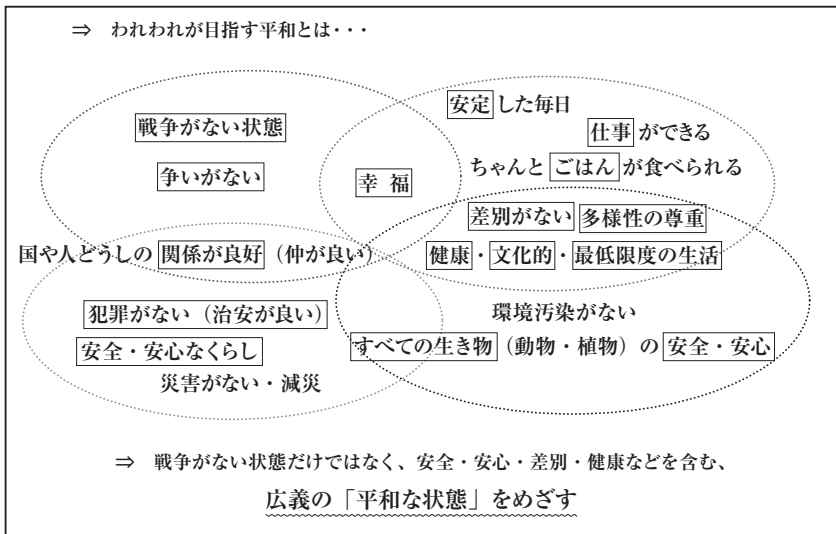 ⇒ われわれが目指す平和とは・・・
戦争がない状態
争いがない
幸 福
安定した毎日
仕事ができる
ちゃんとごはんが食べられる
差別がない 多様性の尊重
健康・文化的・最低限度の生活
国や人どうしの関係が良好（仲が良い）
犯罪がない（治安が良い）
安全・安心なくらし
災害がない・減災
環境汚染がない
すべての生き物（動物・植物）の安全・安心
⇒ 戦争がない状態だけではなく、安全・安心・差別・健康などを含む、
広義の「平和な状態」をめざす